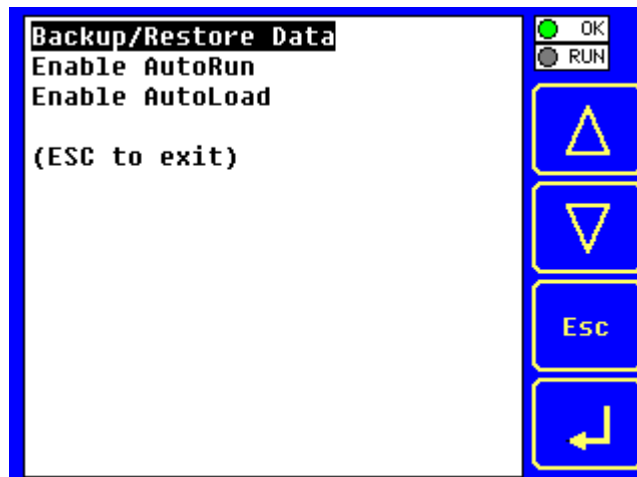 Backup/Restore Data
Enable AutoRun
Enable AutoLoad
(ESC to exit)
OK
RUN
Esc